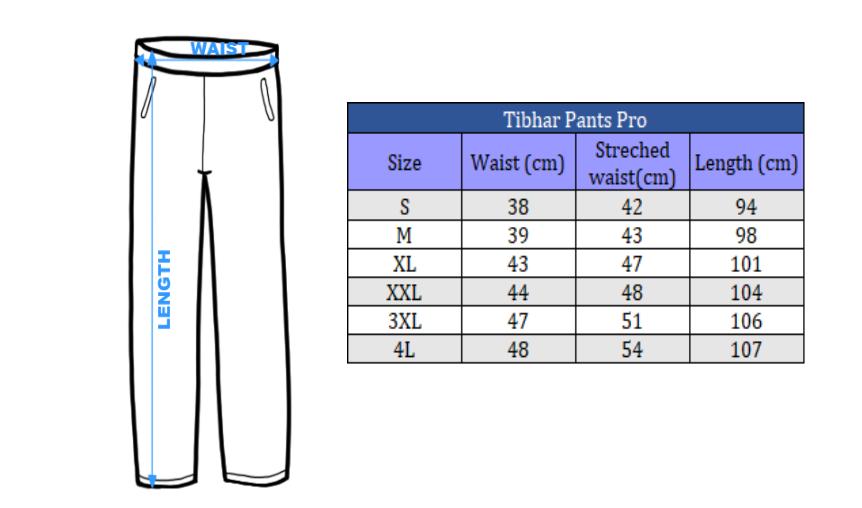 WAIST
LENGTH
Tibhar Pants Pro
Size Waist (cm) Streched waist(cm) Length (cm)
S 38 42 94
M 39 43 98
XL 43 47 101
XXL 44 48 104
3XL 47 51 106
4L 48 54 107